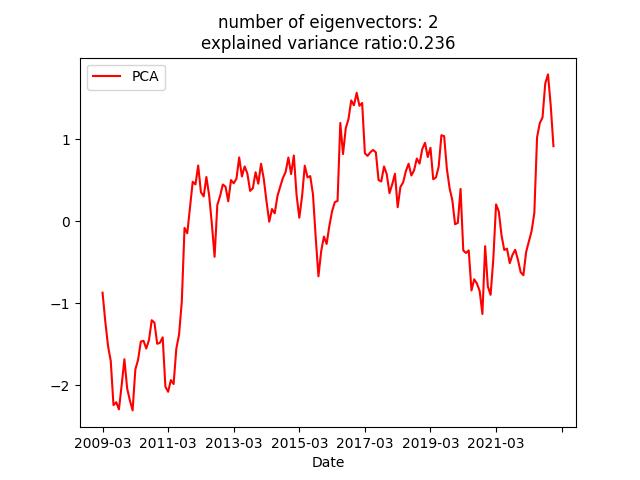 number of eigenvectors: 2
explained variance ratio:0.236
PCA
1
0
−1
−2
2009-03 2011-03 2013-03 2015-03 2017-03 2019-03 2021-03
Date